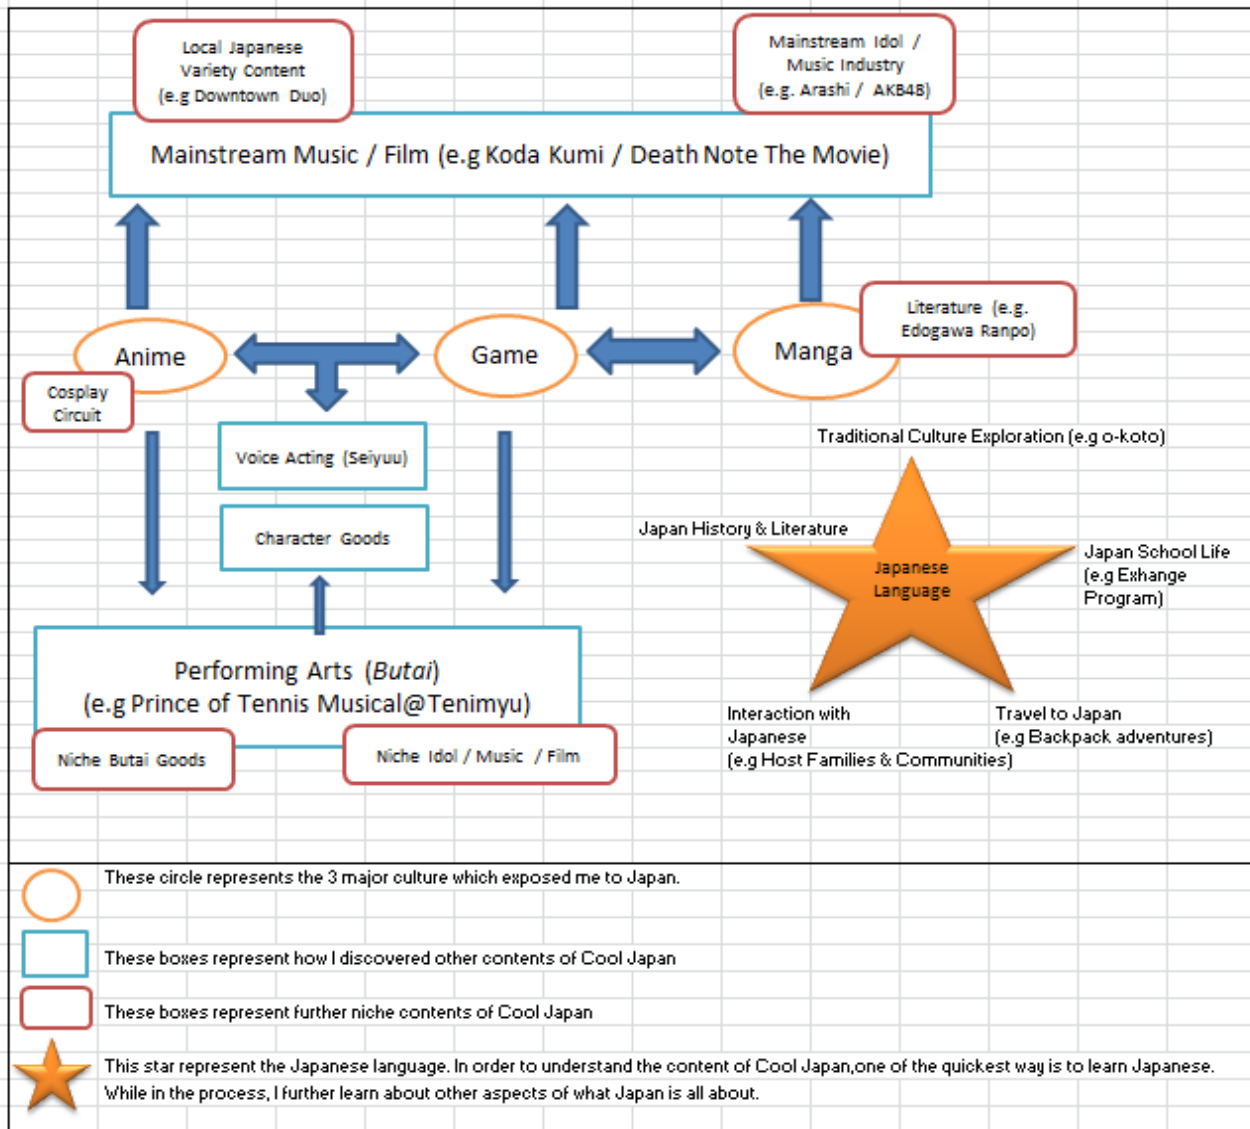 Local Japanese
Variety Content
(e.g Downtown Duo)
Mainstream Idol /
Music Industry
(e.g. Arashi / AKB48)
Mainstream Music / Film (e.g Koda Kumi / Death Note The Movie)
Anime
Game
Manga
Literature (e.g.
Edogawa Ranpo)
Cosplay
Circuit
Voice Acting (Seiyuu)
Character Goods
Performing Arts (Butai)
(e.g Prince of Tennis Musical@Tenimyu)
Niche Butai Goods
Niche Idol / Music / Film
Traditional Culture Exploration (e.g o-koto)
Japan History & Literature
Japanese
Language
Japan School Life
(e.g Exhange
Program)
Interaction with
Japanese
(e.g Host Families & Communities)
Travel to Japan
(e.g Backpack adventures)
These circle represents the 3 major culture which exposed me to Japan.
These boxes represent how I discovered other contents of Cool Japan
These boxes represent further niche contents of Cool Japan
This star represent the Japanese language. In order to understand the content of Cool Japan,one of the quickest way is to learn Japanese.
While in the process, I further learn about other aspects of what Japan is all about.